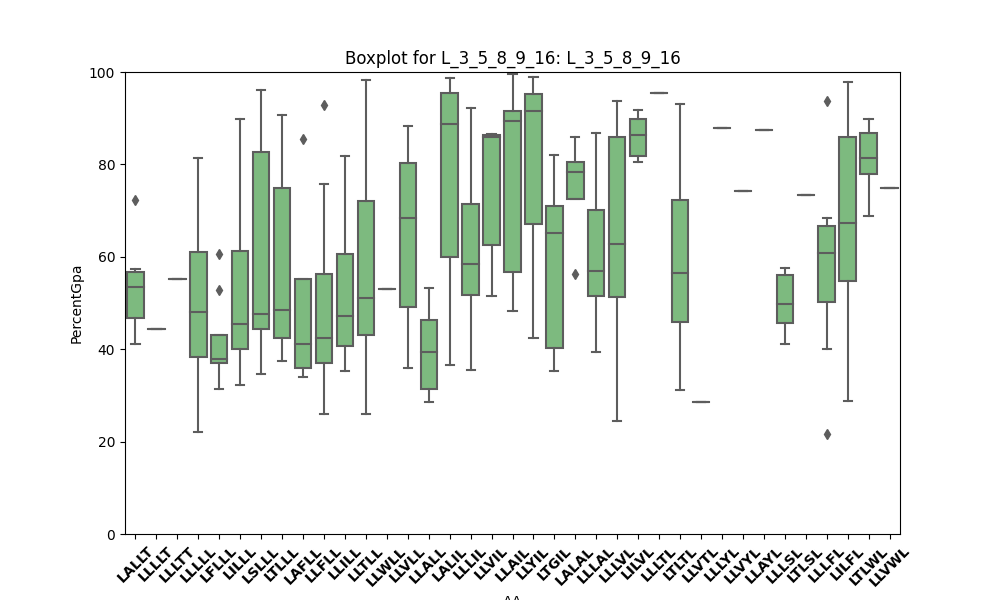 Boxplot for L_3_5_8_9_16: L_3_5_8_9_16
100
80
60
40
20
0
PercentGpa
LALLT LLLLT LLLTT LLLLL LFLLL LILLL LSLLL LTLLL LAFLL LLFLL LLILL LLTLL LLWLL LLVLL LLALL LALIL LLLIL LLVIL LLAIL LLYIL LTGIL LALAL LLLAL LLLVL LILVL LLLTL LTLTL LLVTL LLLYL LLVYL LLAYL LLLSL LTLSL LLLFL LILFL LTLWL LLVWL